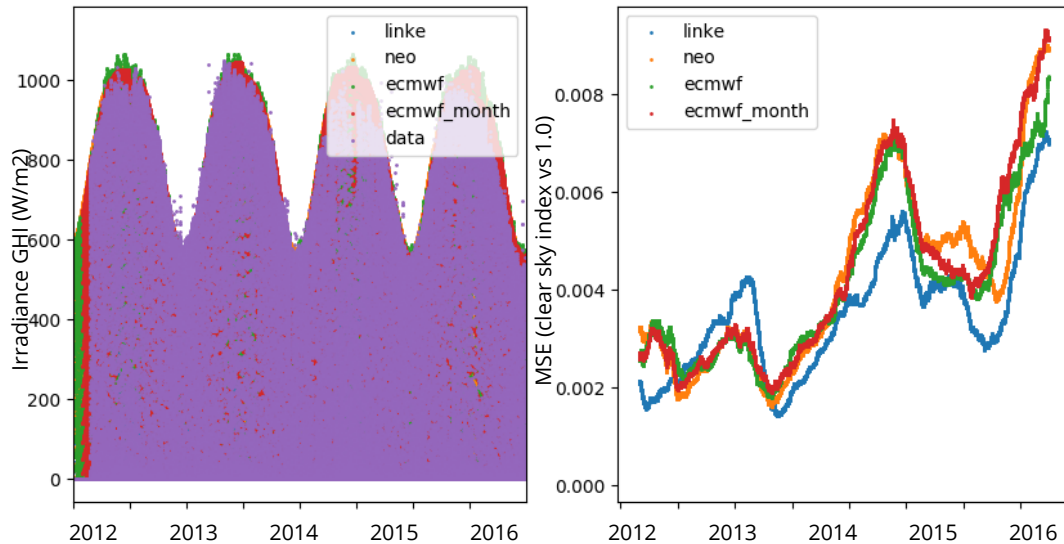 linke
neo
ecmwf
ecmwf_month
data
Irradiance GHI (W/m2)
1000
800
600
400
200
0
2012 2013 2014 2015 2016
linke
neo
ecmwf
ecmwf_month
MSE (clear sky index vs 1.0)
0.008
0.006
0.004
0.002
0.000
2012 2013 2014 2015 2016